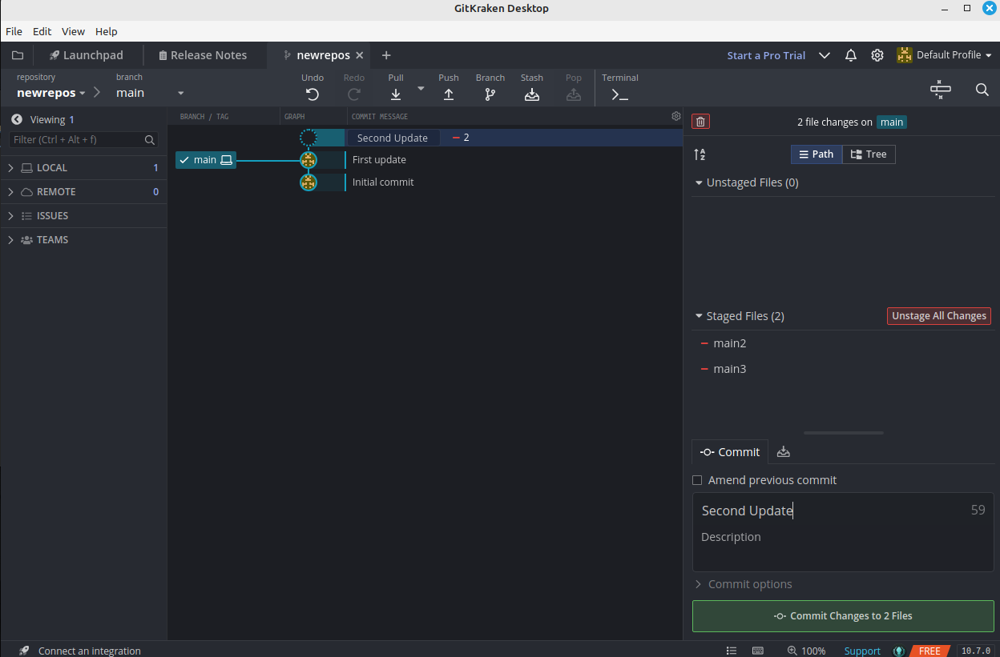 GitKraken Desktop
File Edit View Help
Launchpad Release Notes newrepos Start a Pro Trial Default Profile
repository branch Undo Redo Pull Push Branch Stash Pop Terminal
newrepos main
BRANCH / TAG GRAPH COMMIT MESSAGE
Viewing 1
Filter (Ctrl + Alt + f)
LOCAL 1
REMOTE 0
ISSUES
TEAMS
Second Update 2
main First update
Initial commit
2 file changes on main
Path Tree
Unstaged Files (0)
Staged Files (2) Unstage All Changes
main2
main3
Commit
Amend previous commit
Second Update 59
Description
Commit options
Commit Changes to 2 Files
Connect an integration 100% Support FREE 10.7.0